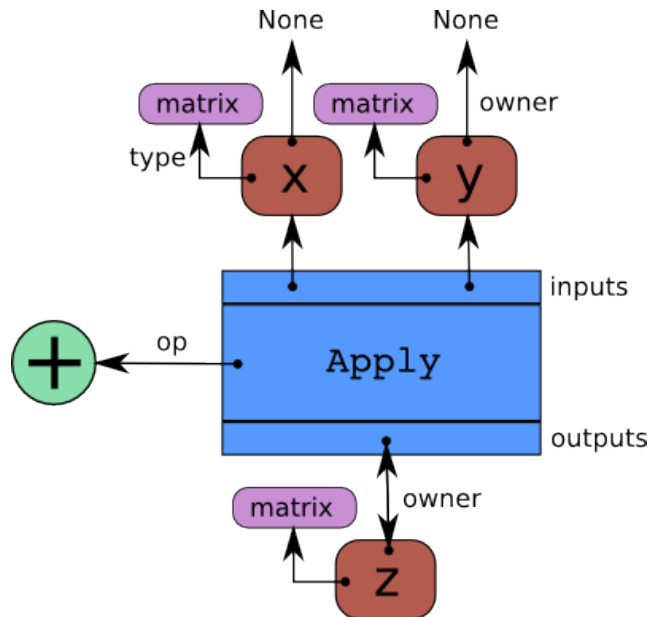 None None
matrix matrix
owner
type
x y
inputs
op
+
Apply
outputs
owner
matrix
z